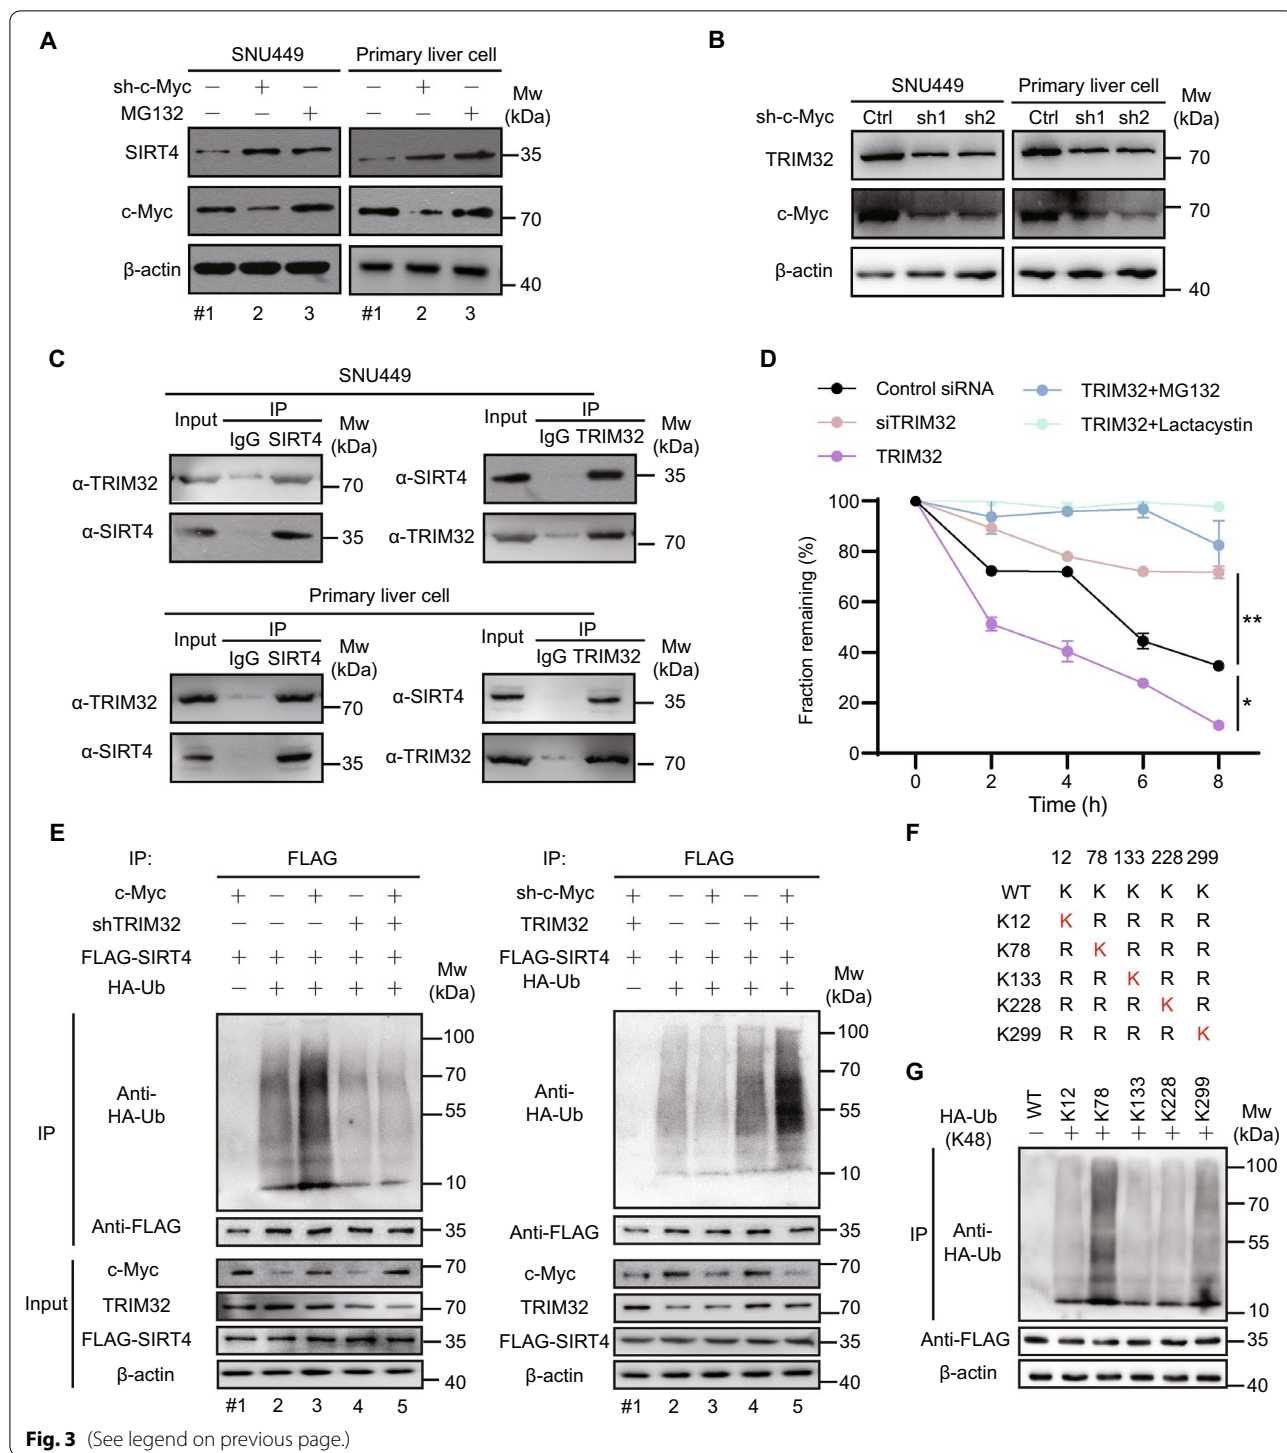 A
SNU449 Primary liver cell
sh-c-Myc − + − − + −
MG132 − − + − − +
Mw
(kDa)
SIRT4 35
c-Myc 70
β-actin 40
#1 2 3 #1 2 3
B
SNU449 Primary liver cell
sh-c-Myc Ctrl sh1 sh2 Ctrl sh1 sh2
Mw
(kDa)
TRIM32 70
c-Myc 70
β-actin 40
C
SNU449
Input IP
IgG SIRT4
Mw
(kDa)
α-TRIM32 70
α-SIRT4 35
Input IP
IgG TRIM32
Mw
(kDa)
α-SIRT4 35
α-TRIM32 70
Primary liver cell
Input IP
IgG SIRT4
Mw
(kDa)
α-TRIM32 70
α-SIRT4 35
Input IP
IgG TRIM32
Mw
(kDa)
α-SIRT4 35
α-TRIM32 70
D
Control siRNA
siTRIM32
TRIM32
TRIM32+MG132
TRIM32+Lactacystin
Fraction remaining (%)
100
80
60
40
20
0
**
*
0 2 4 6 8
Time (h)
E
IP: FLAG
c-Myc + − + − +
shTRIM32 − − − + +
FLAG-SIRT4 + + + + +
HA-Ub − + + + +
Mw
(kDa)
IP
Anti-
HA-Ub
100
70
55
10
Anti-FLAG 35
Input
c-Myc 70
TRIM32 70
FLAG-SIRT4 35
β-actin 40
#1 2 3 4 5
IP: FLAG
sh-c-Myc + − + − +
TRIM32 + − − + +
FLAG-SIRT4 + + + + +
HA-Ub − + + + +
Mw
(kDa)
Anti-
HA-Ub
100
70
55
10
Anti-FLAG 35
c-Myc 70
TRIM32 70
FLAG-SIRT4 35
β-actin 40
#1 2 3 4 5
F
12 78 133 228 299
WT K K K K K
K12 K R R R R
K78 R K R R R
K133 R R K R R
K228 R R R K R
K299 R R R R K
G
WT K12 K78 K133 K228 K299
HA-Ub
(K48) − + + + + +
Mw
(kDa)
IP
Anti-
HA-Ub
100
70
55
10
Anti-FLAG 35
β-actin 40
Fig. 3 (See legend on previous page.)